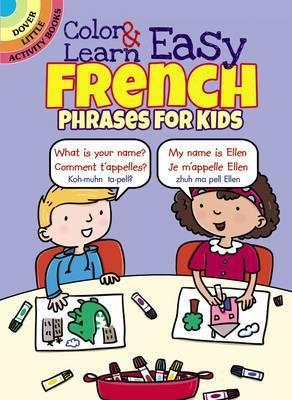 DOVER
LITTLE
ACTIVITY BOOKS
Color &
Learn Easy
FRENCH
PHRASES FOR KIDS
What is your name?
Comment t'appelles?
Koh-muhn ta-pell?
My name is Ellen
Je m'appelle Ellen
zhuh ma pell Ellen